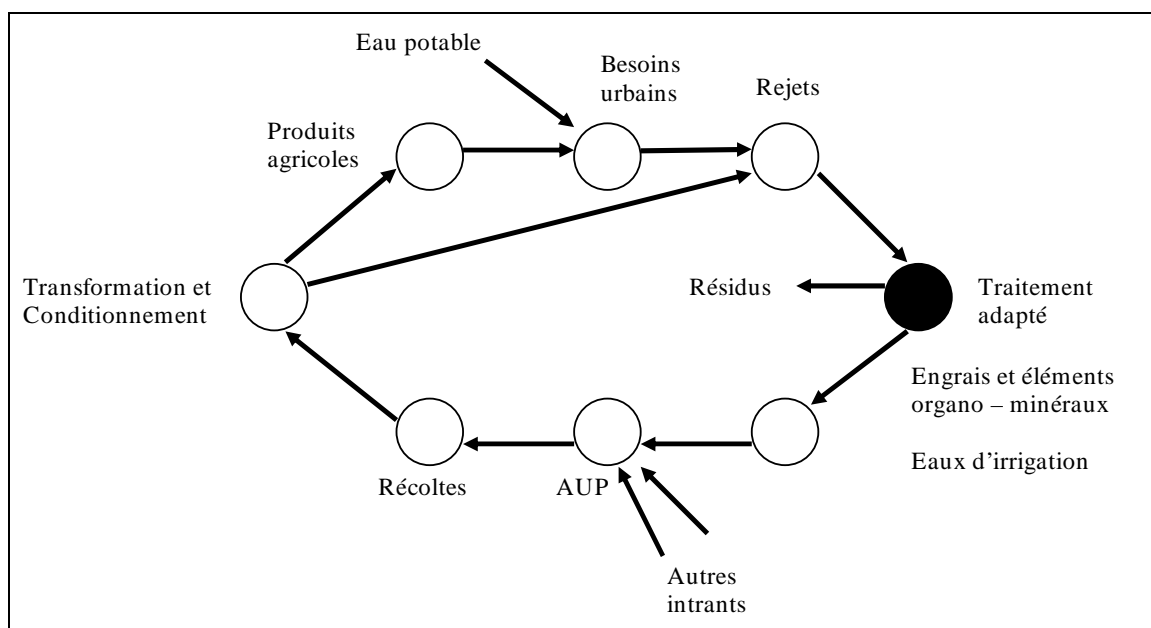 Eau potable
Besoins
urbains
Rejets
Produits
agricoles
Transformation et
Conditionnement
Résidus
Traitement
adapté
Engrais et éléments
organo – minéraux
Eaux d’irrigation
Récoltes
AUP
Autres
intrants